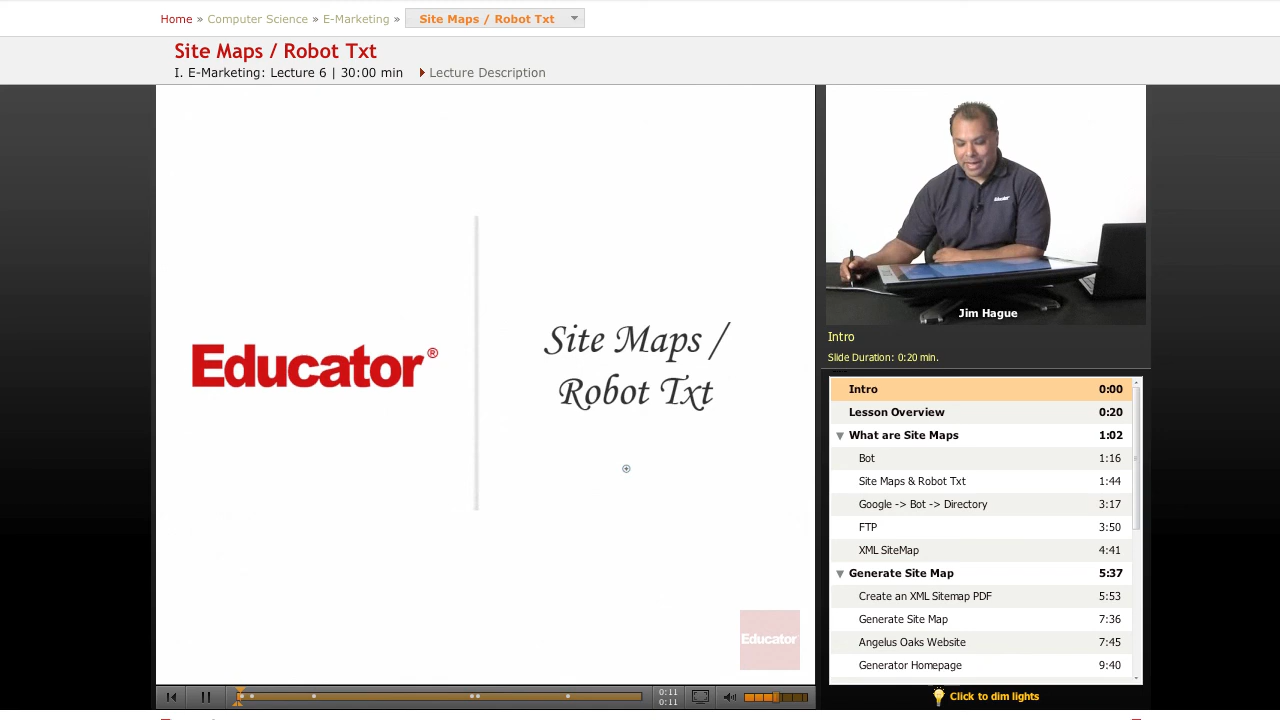 Home » Computer Science » E-Marketing » Site Maps / Robot Txt
Site Maps / Robot Txt
I. E-Marketing: Lecture 6 | 30:00 min Lecture Description
Educator®
Site Maps /
Robot Txt
Educator
Educator
Jim Hague
Intro
Slide Duration: 0:20 min.
Intro 0:00
Lesson Overview 0:20
What are Site Maps 1:02
Bot 1:16
Site Maps & Robot Txt 1:44
Google -> Bot -> Directory 3:17
FTP 3:50
XML SiteMap 4:41
Generate Site Map 5:37
Create an XML Sitemap PDF 5:53
Generate Site Map 7:36
Angelus Oaks Website 7:45
Generator Homepage 9:40
0:11
0:11
Click to dim lights